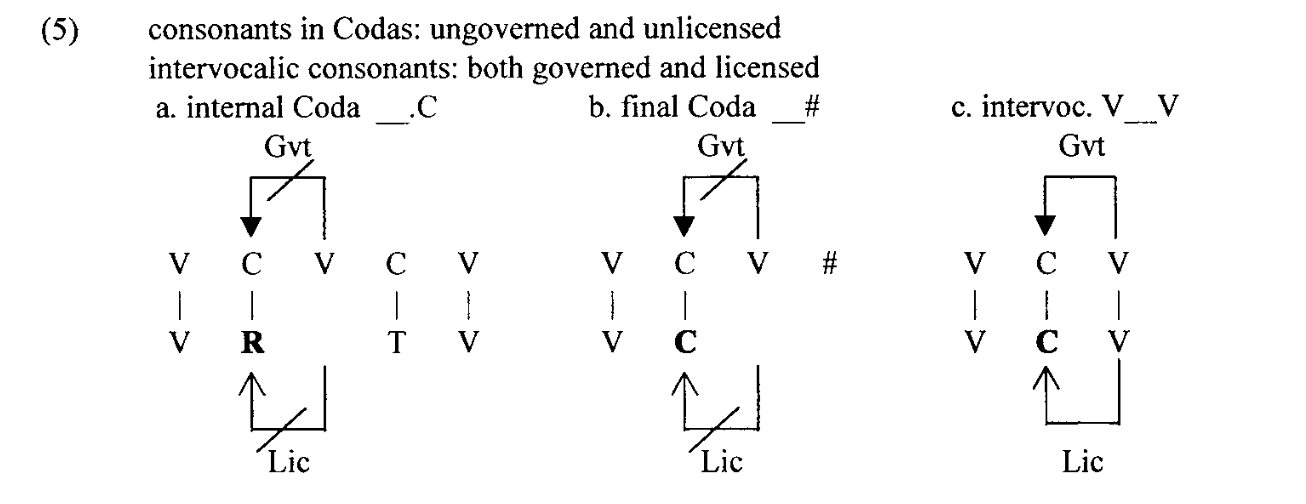 (5) consonants in Codas: ungoverned and unlicensed
intervocalic consonants: both governed and licensed
a. internal Coda __.C b. final Coda __# c. intervoc. V__V
Gvt Gvt Gvt
V C V C V V C V # V C V
V R T V V C V C V
Lic Lic Lic